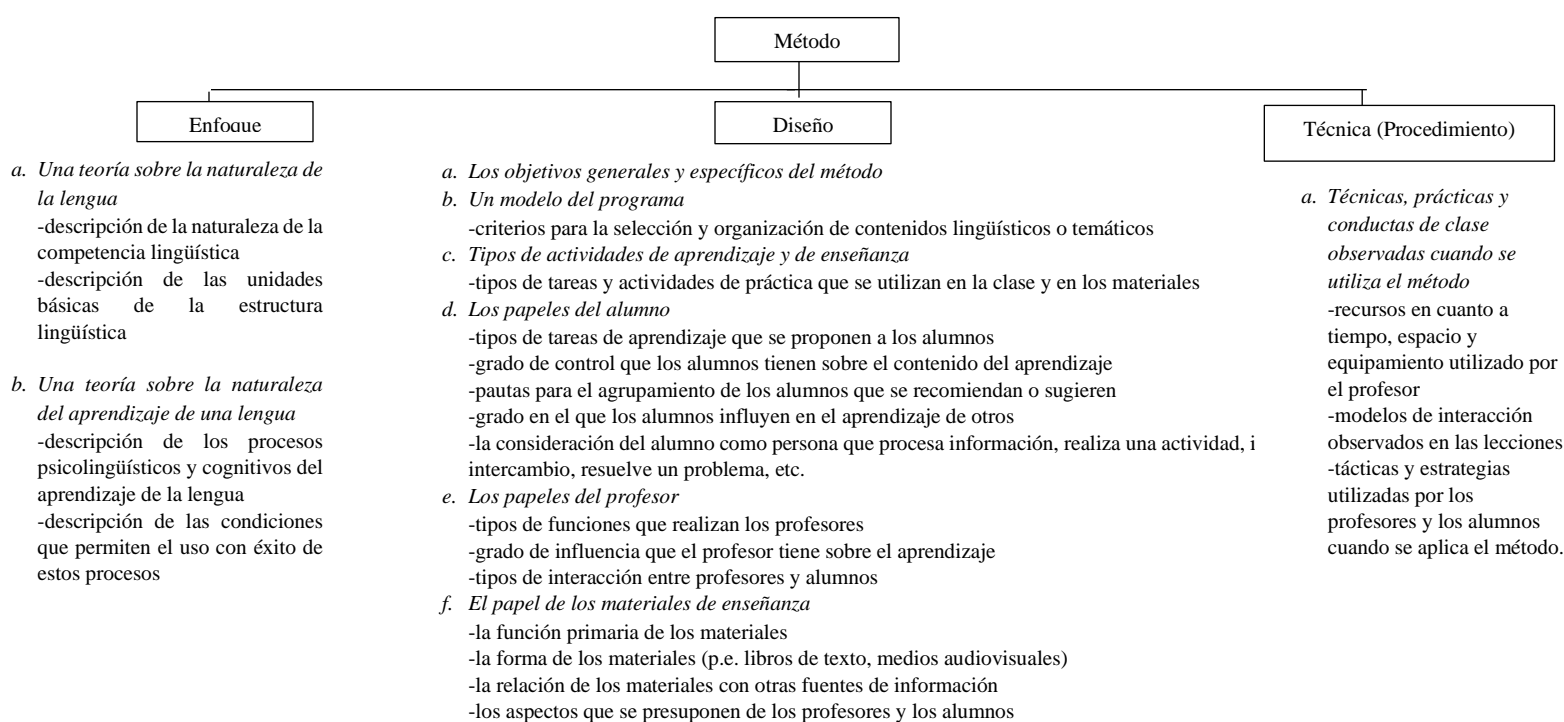 Método
Enfoque
a. Una teoría sobre la naturaleza de
la lengua
-descripción de la naturaleza de la
competencia lingüística
-descripción de las unidades
básicas de la estructura
lingüística
b. Una teoría sobre la naturaleza
del aprendizaje de una lengua
-descripción de los procesos
psicolingüísticos y cognitivos del
aprendizaje de la lengua
-descripción de las condiciones
que permiten el uso con éxito de
estos procesos
Diseño
a. Los objetivos generales y específicos del método
b. Un modelo del programa
-criterios para la selección y organización de contenidos lingüísticos o temáticos
c. Tipos de actividades de aprendizaje y de enseñanza
-tipos de tareas y actividades de práctica que se utilizan en la clase y en los materiales
d. Los papeles del alumno
-tipos de tareas de aprendizaje que se proponen a los alumnos
-grado de control que los alumnos tienen sobre el contenido del aprendizaje
-pautas para el agrupamiento de los alumnos que se recomiendan o sugieren
-grado en el que los alumnos influyen en el aprendizaje de otros
-la consideración del alumno como persona que procesa información, realiza una actividad, i
intercambio, resuelve un problema, etc.
e. Los papeles del profesor
-tipos de funciones que realizan los profesores
-grado de influencia que el profesor tiene sobre el aprendizaje
-tipos de interacción entre profesores y alumnos
f. El papel de los materiales de enseñanza
-la función primaria de los materiales
-la forma de los materiales (p.e. libros de texto, medios audiovisuales)
-la relación de los materiales con otras fuentes de información
-los aspectos que se presuponen de los profesores y los alumnos
Técnica (Procedimiento)
a. Técnicas, prácticas y
conductas de clase
observadas cuando se
utiliza el método
-recursos en cuanto a
tiempo, espacio y
equipamiento utilizado por
el profesor
-modelos de interacción
observados en las lecciones
-tácticas y estrategias
utilizadas por los
profesores y los alumnos
cuando se aplica el método.